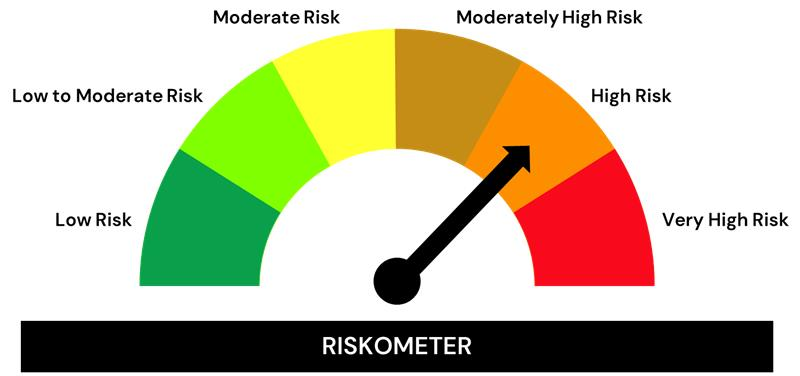 Moderate Risk
Moderately High Risk
Low to Moderate Risk
High Risk
Low Risk
Very High Risk
RISKOMETER